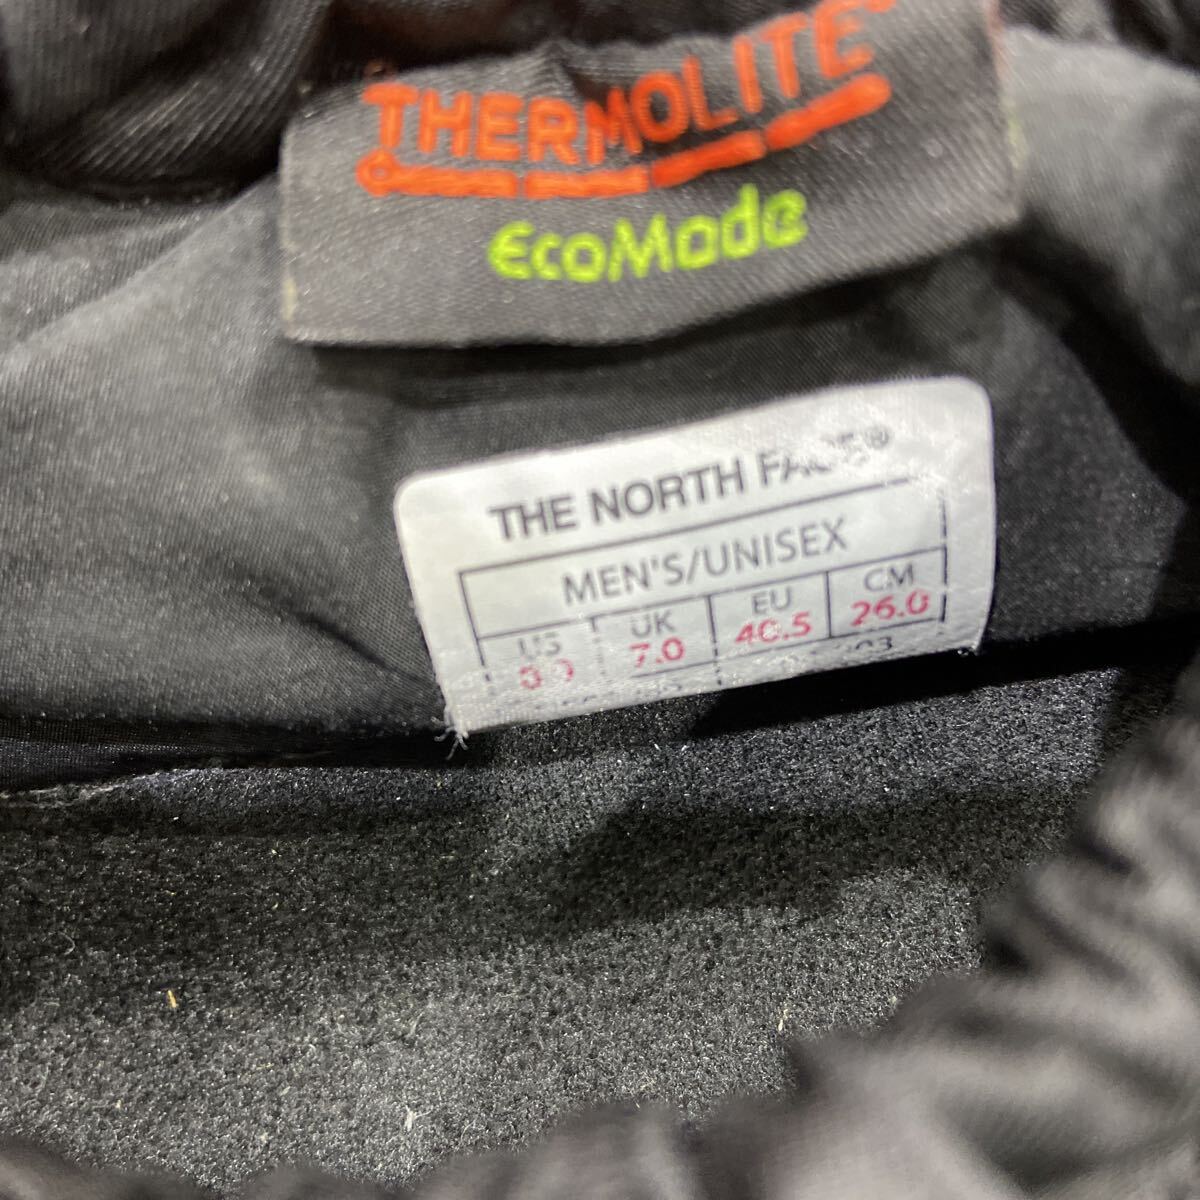 THERMOLITE
EcoMade
THE NORTH FACE®
MEN'S/UNISEX
US UK EU CM
7.0 40.5 26.0